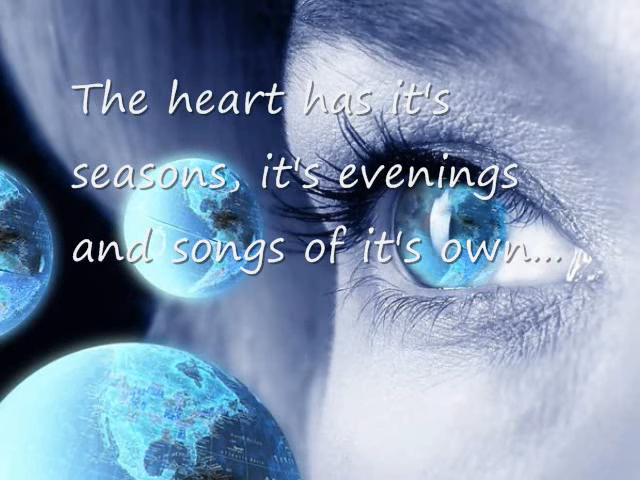 The heart has it's
seasons, it's evenings
and songs of it's own...